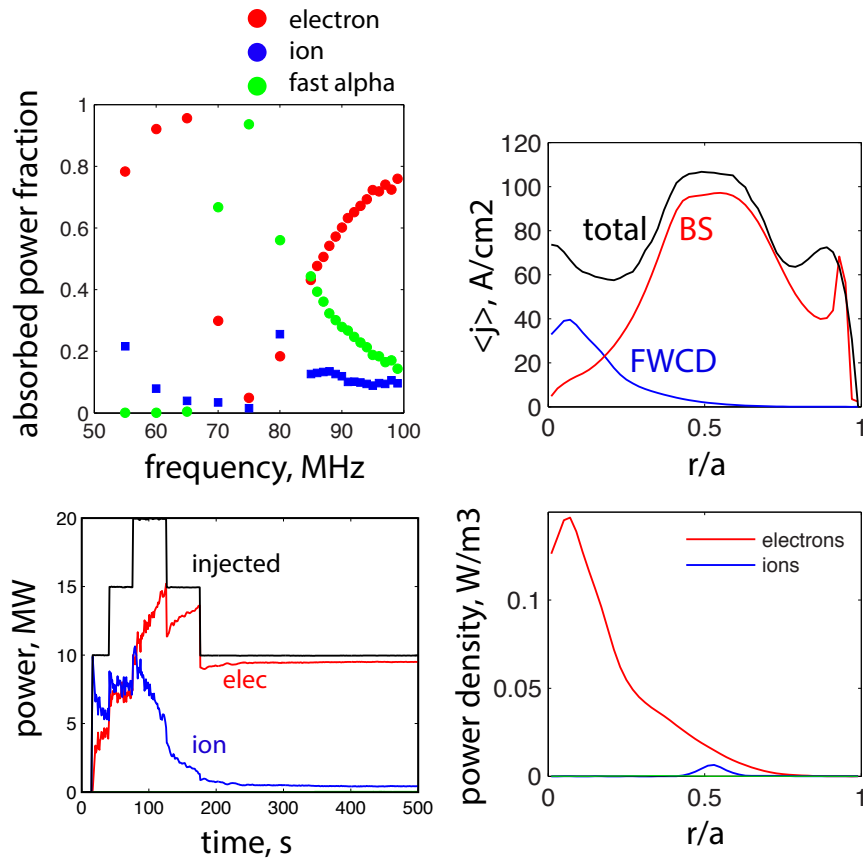 electron
ion
fast alpha
absorbed power fraction
1
0.8
0.6
0.4
0.2
0
50 60 70 80 90 100
frequency, MHz
<j>, A/cm2
120
100
80
60
40
20
0
total
BS
FWCD
0 0.5 1
r/a
power, MW
20
15
10
5
0
injected
elec
ion
0 100 200 300 400 500
time, s
power density, W/m3
0.1
0.05
0
electrons
ions
0 0.5 1
r/a